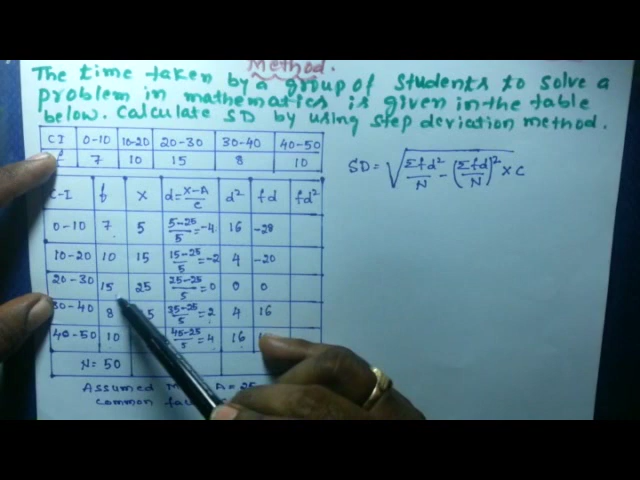 Method.
The time taken by a group of students to solve a
problem in mathematics is given in the table
below. Calculate SD by using step deviation method.
CI 0-10 10-20 20-30 30-40 40-50
7 10 15 8 10
SD = √Σfd²/N - (Σfd/N)² x C
C-I f X d = X-A/C d² fd fd²
0-10 7 5 5-25/5 = -4 16 -28
10-20 10 15 15-25/5 = -2 4 -20
20-30 15 25 25-25/5 = 0 0 0
30-40 8 35-25/5 = 2 4 16
40-50 10 45-25/5 = 4 16
N = 50
Assumed A = 25
common